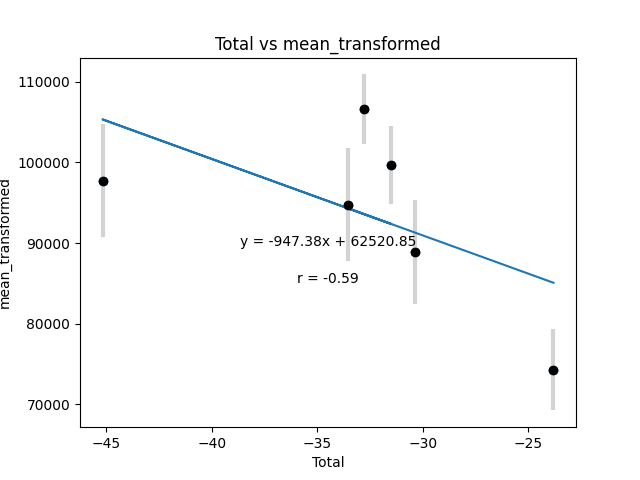 Total vs mean_transformed
mean_transformed
110000
100000
90000
80000
70000
y = -947.38x + 62520.85
r = -0.59
−45
−40
−35
−30
−25
Total